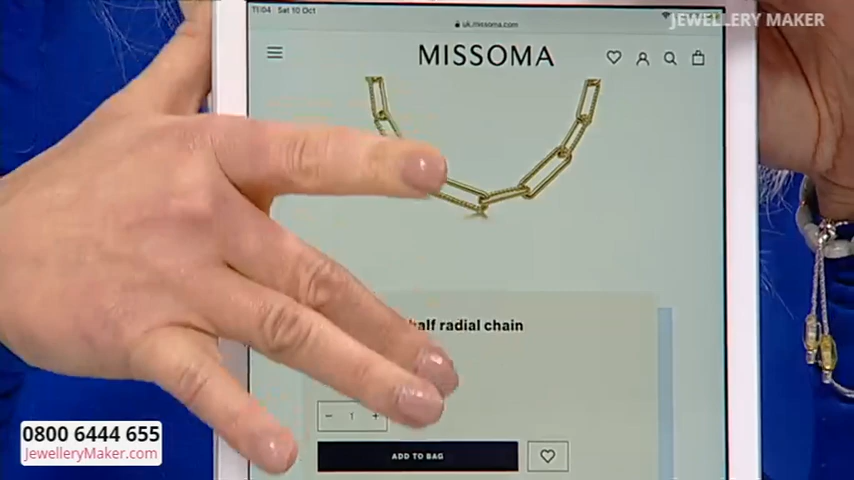 11:04 Sat 10 Oct
uk.missoma.com
JEWELLERY MAKER
MISSOMA
half radial chain
− 1 +
ADD TO BAG
0800 6444 655
JewelleryMaker.com